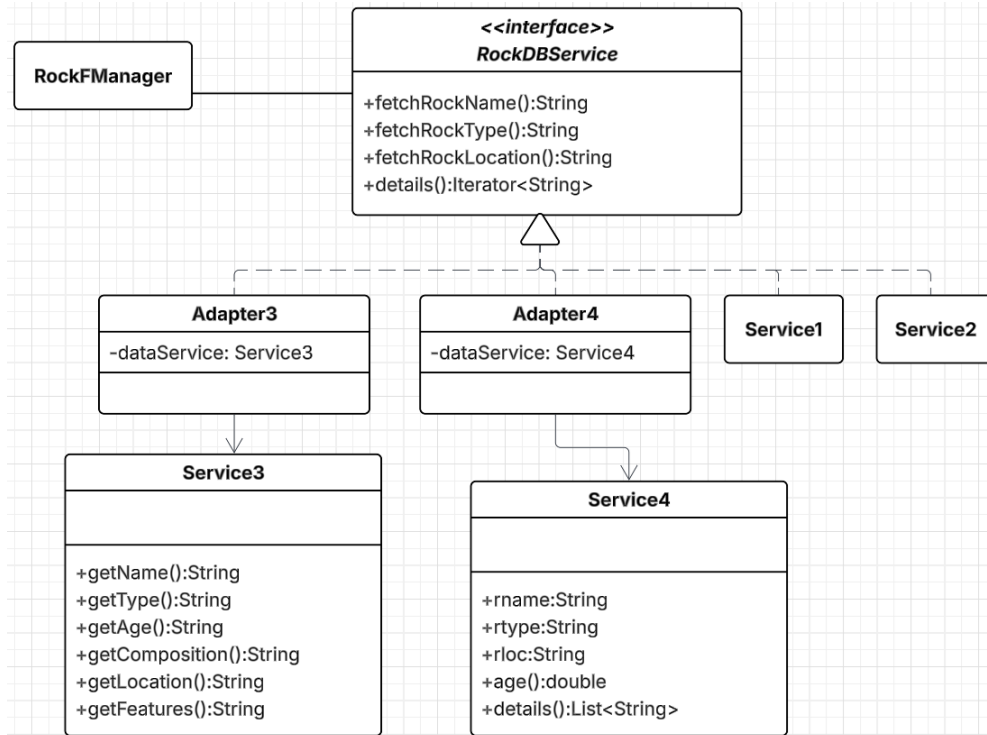 <<interface>>
RockDBService
RockFManager
+fetchRockName():String
+fetchRockType():String
+fetchRockLocation():String
+details():Iterator<String>
Adapter3
-dataService: Service3
Adapter4
-dataService: Service4
Service1
Service2
Service3
+getName():String
+getType():String
+getAge():String
+getComposition():String
+getLocation():String
+getFeatures():String
Service4
+rname:String
+rtype:String
+rloc:String
+age():double
+details():List<String>